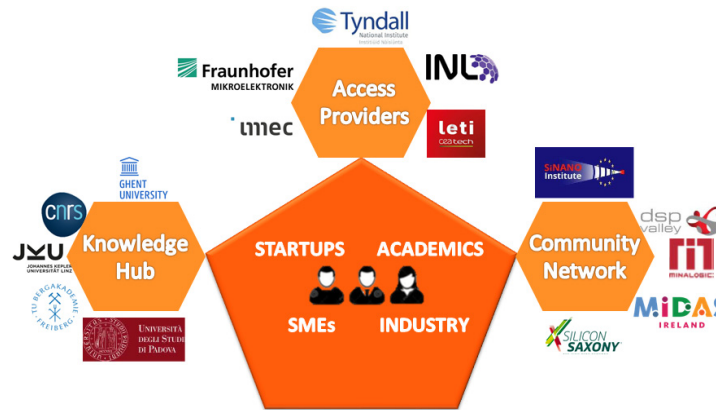 Tyndall
National Institute
Fraunhofer
MIKROELEKTRONIK
INL
Access
Providers
imec
leti
ceatech
GHENT
UNIVERSITY
SiNANO
Institute
cnrs
dsp
valley
JKU
JOHANNES KEPLER
UNIVERSITÄT LINZ
Knowledge
Hub
STARTUPS
ACADEMICS
Community
Network
MINALOGIC
SMEs
INDUSTRY
MiDAS
IRELAND
TU BERGAKADEMIE
FREIBERG
UNIVERSITÀ
DEGLI STUDI
DI PADOVA
SILICON
SAXONY